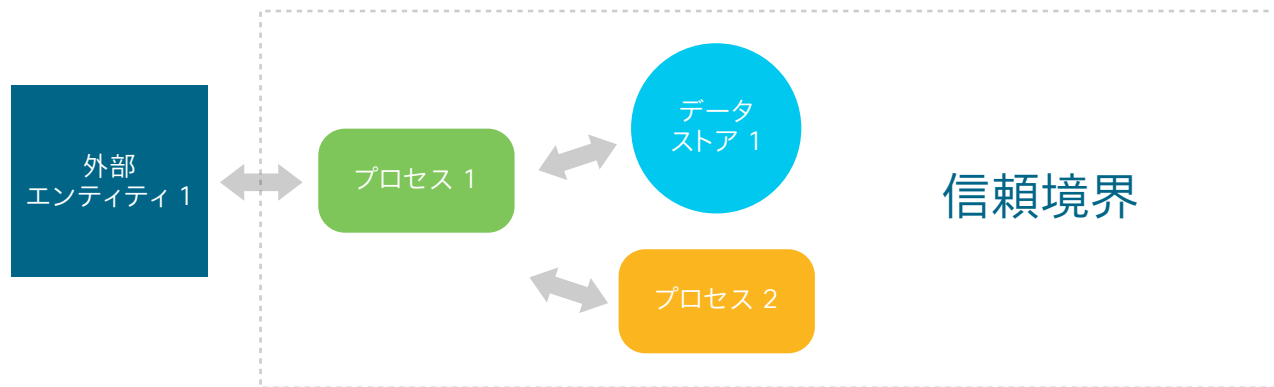 外部
エンティティ 1
プロセス 1
データ
ストア 1
プロセス 2
信頼境界